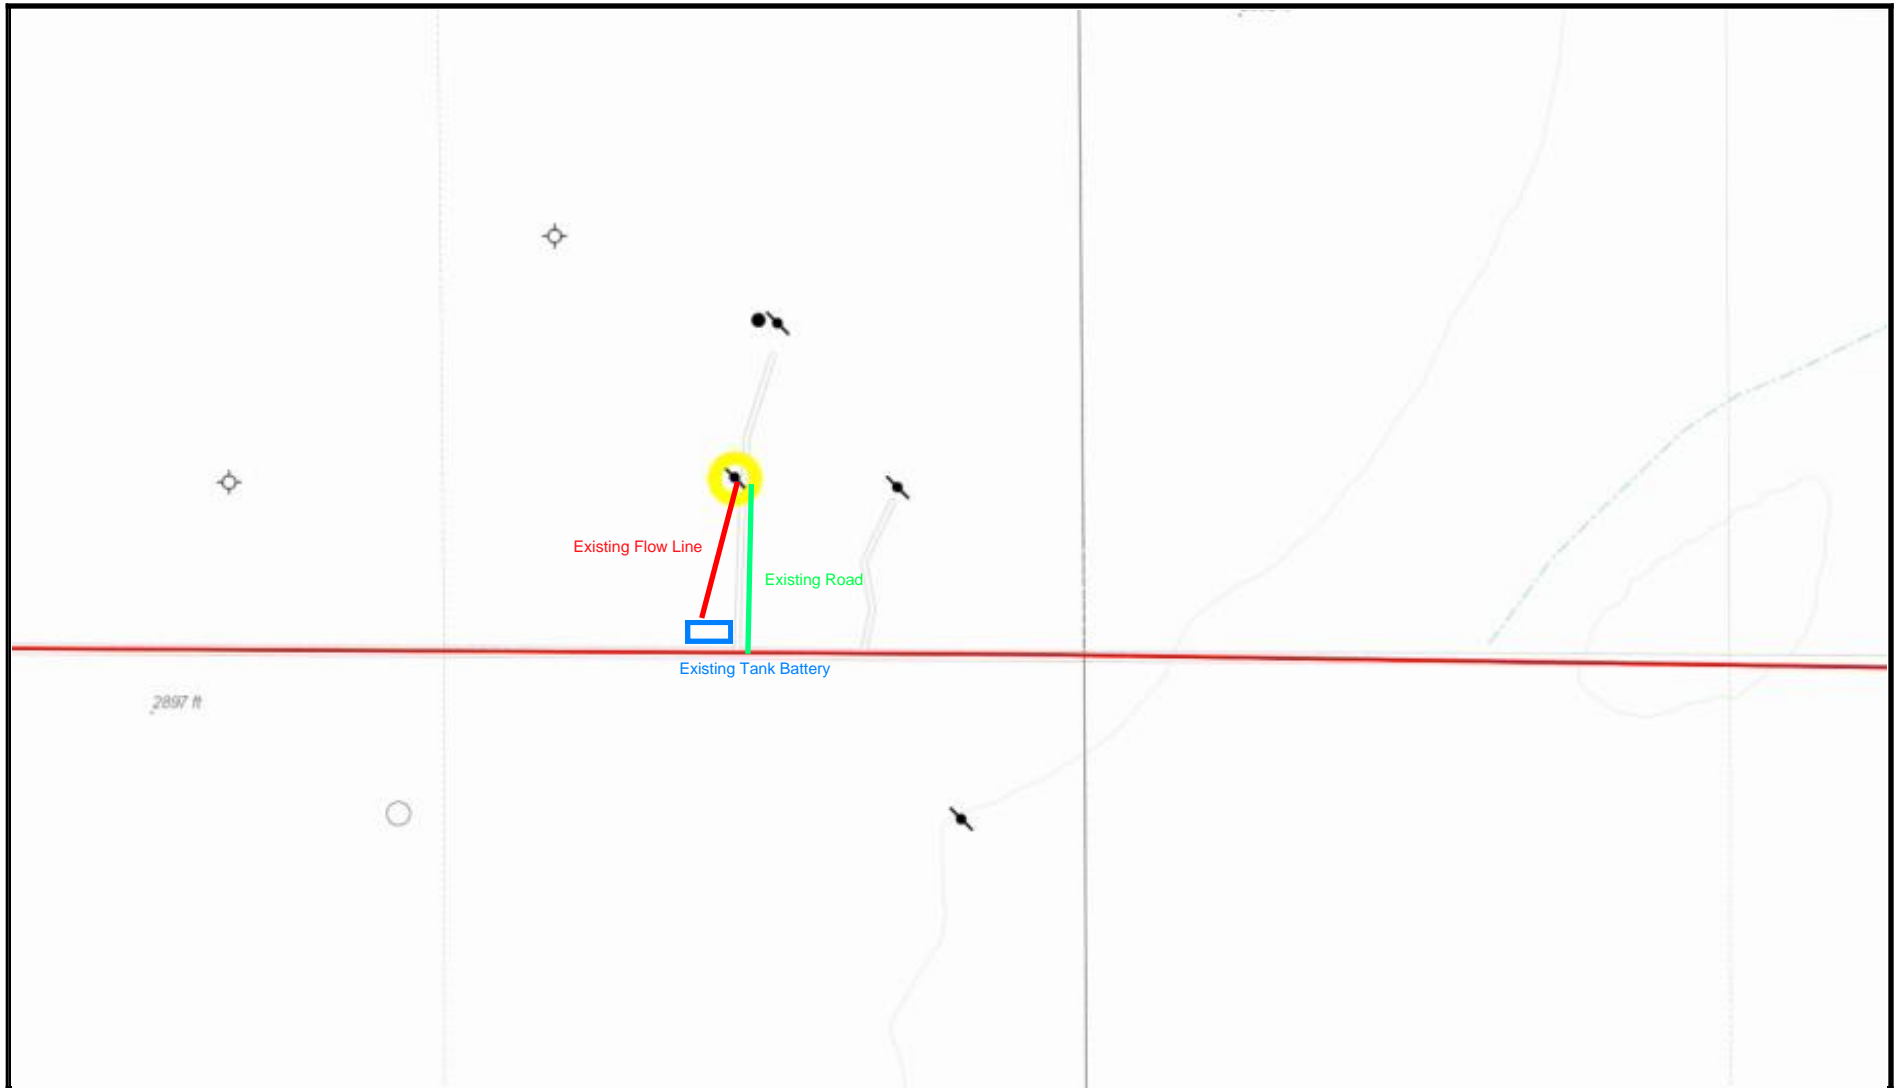 Existing Flow Line
Existing Road
Existing Tank Battery
2897 ft